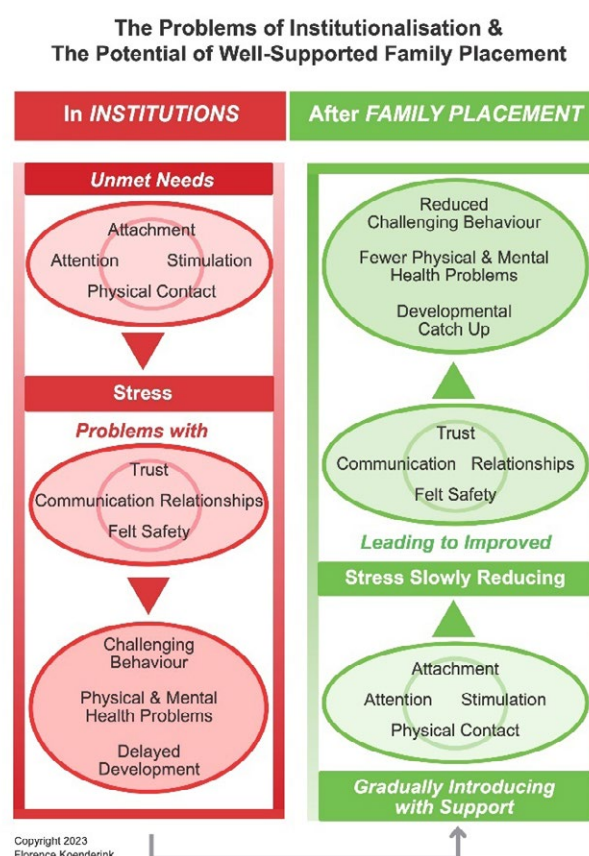 The Problems of Institutionalisation &
The Potential of Well-Supported Family Placement
In INSTITUTIONS
Unmet Needs
Attachment
Attention Stimulation
Physical Contact
Stress
Problems with
Trust
Communication Relationships
Felt Safety
Challenging
Behaviour
Physical & Mental
Health Problems
Delayed
Development
After FAMILY PLACEMENT
Reduced
Challenging Behaviour
Fewer Physical & Mental
Health Problems
Developmental
Catch Up
Trust
Communication Relationships
Felt Safety
Leading to Improved
Stress Slowly Reducing
Attachment
Attention Stimulation
Physical Contact
Gradually Introducing
with Support
Copyright 2023
Florence Koenderink